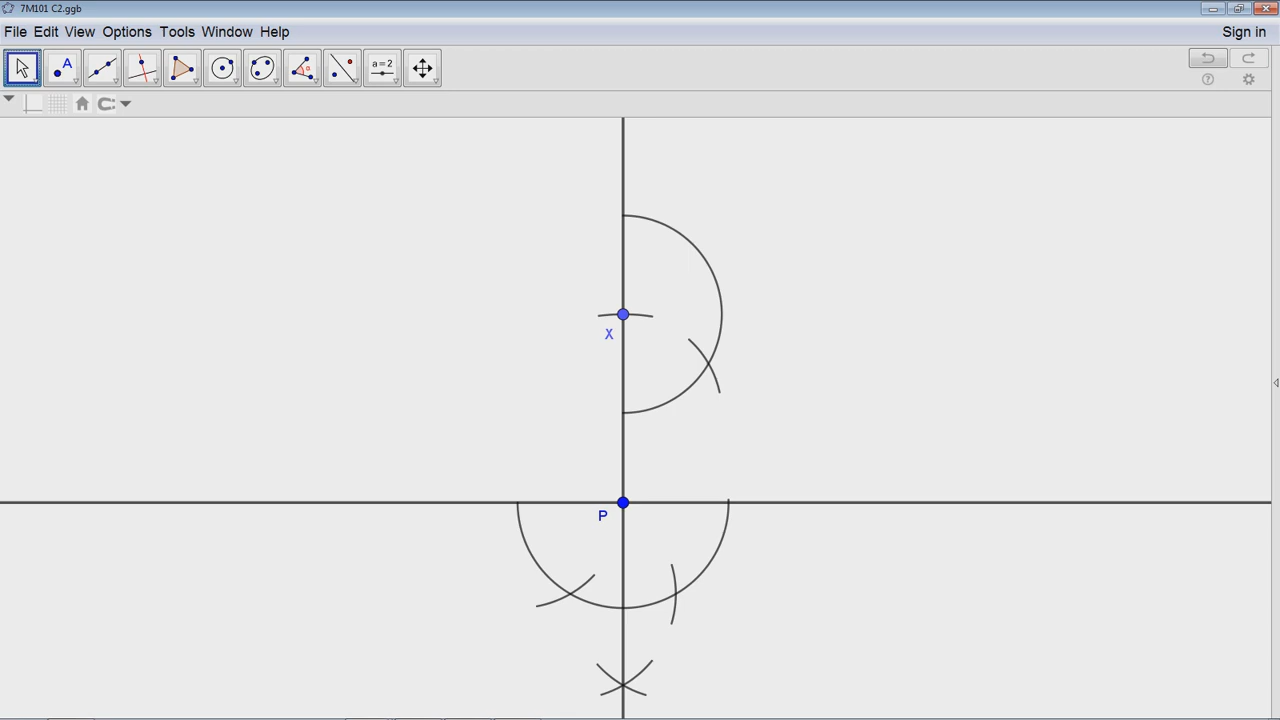 7M101 C2.ggb
File Edit View Options Tools Window Help Sign in
A
α
a=2
X
P